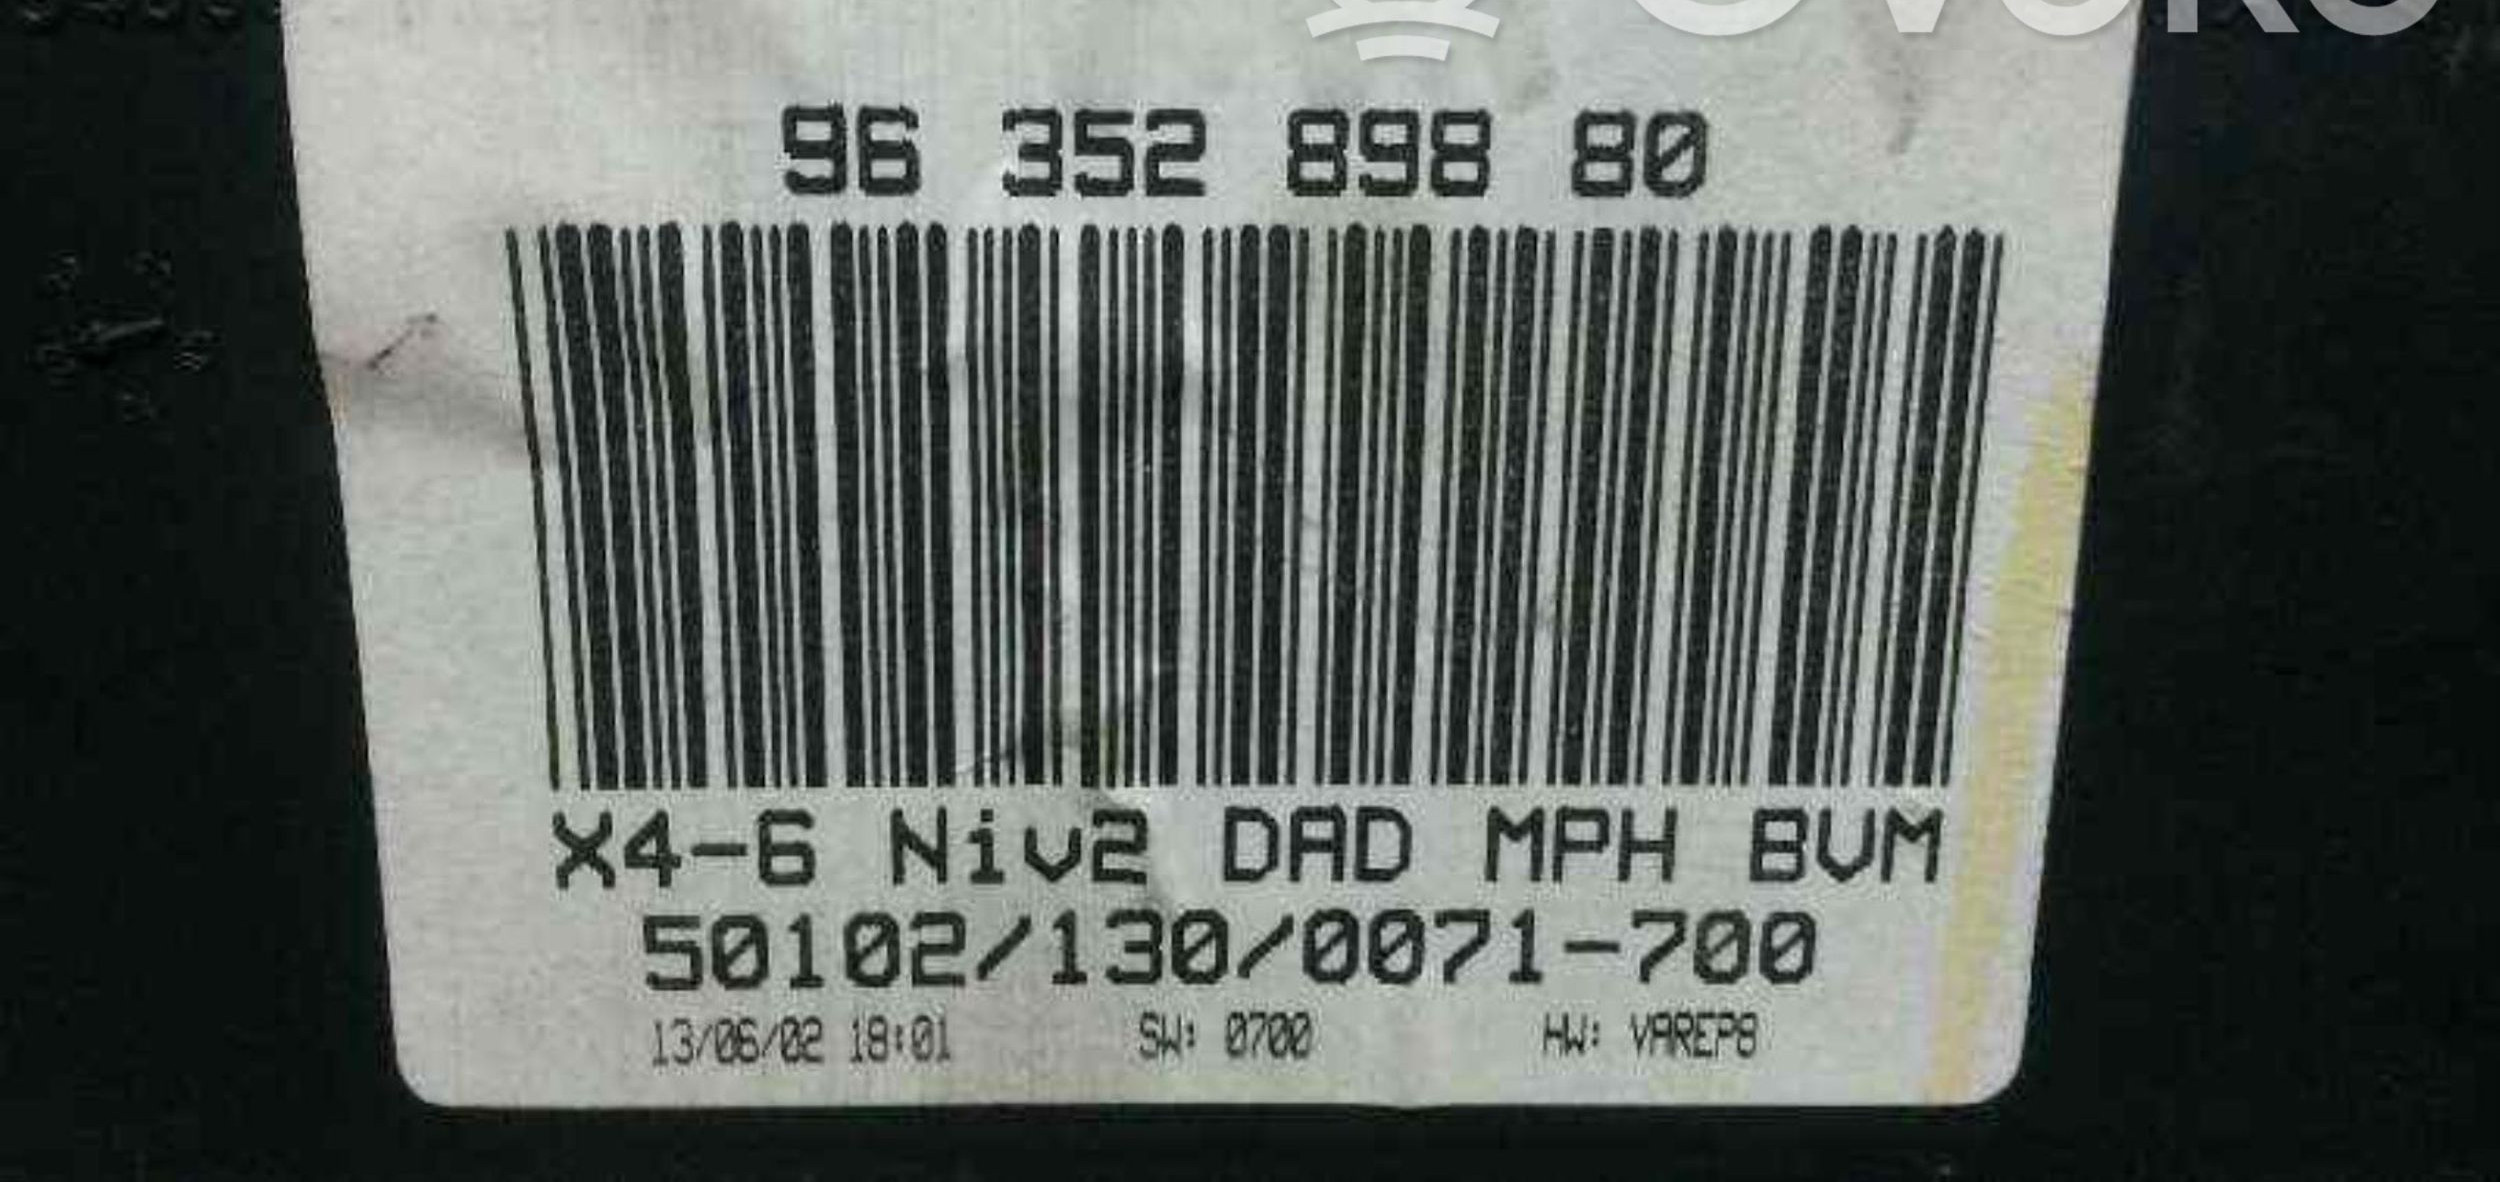 96 352 898 80
X4-6 Niv2 DAD MPH BVM
50102/130/0071-700
13/06/02 18:01 SW: 0700 HW: VAREP8